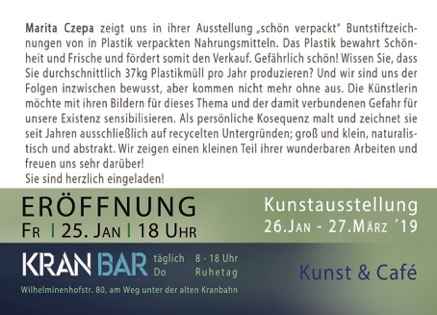 Marita Czepa zeigt uns in ihrer Ausstellung „schön verpackt" Buntstiftzeich-
nungen von in Plastik verpackten Nahrungsmitteln. Das Plastik bewahrt Schön-
heit und Frische und fördert somit den Verkauf. Gefährlich schön! Wissen Sie, dass
Sie durchschnittlich 37kg Plastikmüll pro Jahr produzieren? Und wir sind uns der
Folgen inzwischen bewusst, aber kommen nicht mehr ohne aus. Die Künstlerin
möchte mit ihren Bildern für dieses Thema und der damit verbundenen Gefahr für
unsere Existenz sensibilisieren. Als persönliche Kosequenz malt und zeichnet sie
seit Jahren ausschließlich auf recycelten Untergründen; groß und klein, naturalis-
tisch und abstrakt. Wir zeigen einen kleinen Teil ihrer wunderbaren Arbeiten und
freuen uns sehr darüber!
Sie sind herzlich eingeladen!
ERÖFFNUNG
FR | 25. JAN | 18 UHR
Kunstausstellung
26.JAN - 27.MÄRZ ´19
KRAN BAR
täglich 8 - 18 Uhr
Do Ruhetag
Wilhelminenhofstr. 80, am Weg unter der alten Kranbahn
Kunst & Café